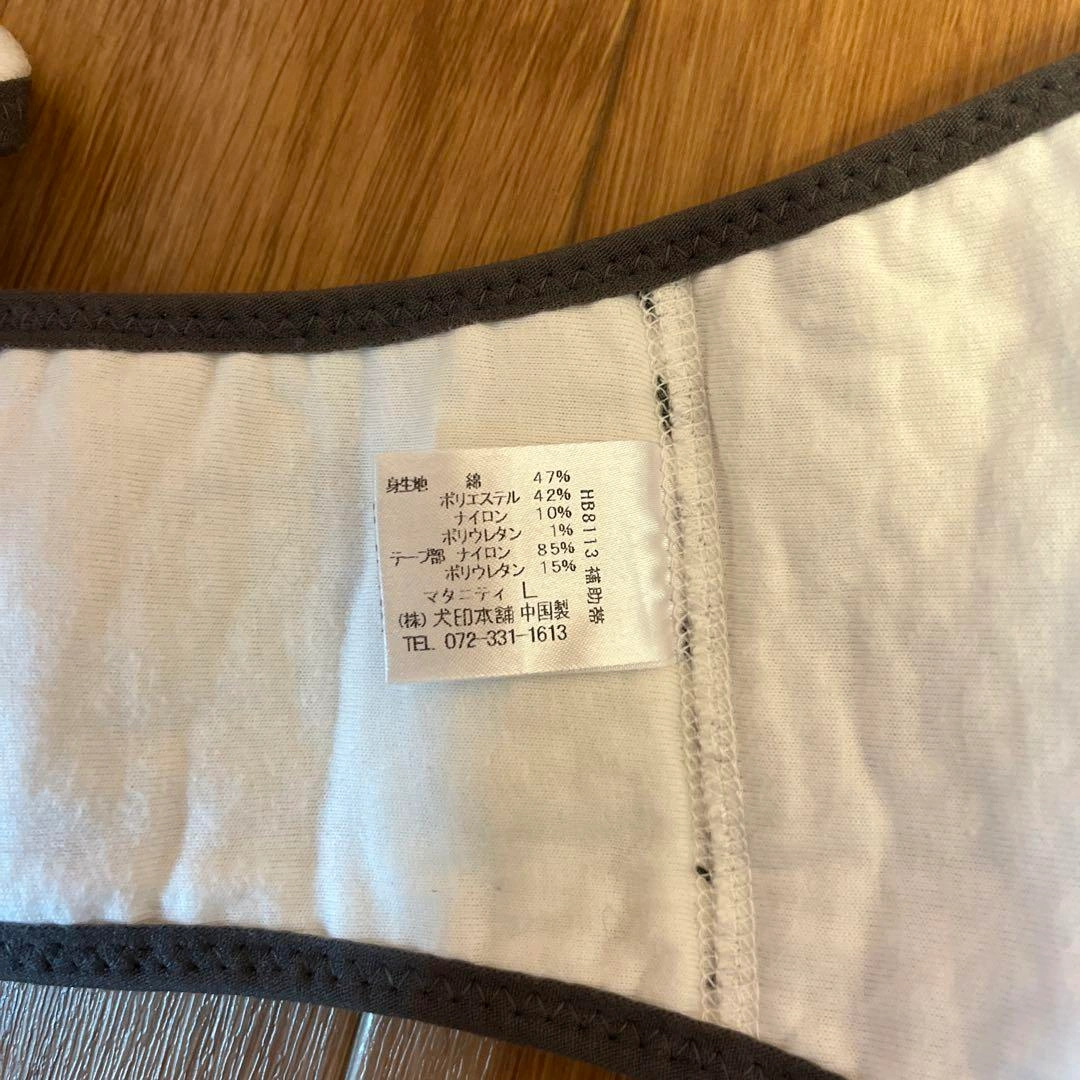 身生地 綿 47%
ポリエステル 42%
ナイロン 10%
ポリウレタン 1%
テープ部 ナイロン 85%
ポリウレタン 15%
マタニティ L
(株) 犬印本舗 中国製
TEL. 072-331-1613
HB8113 補助帯